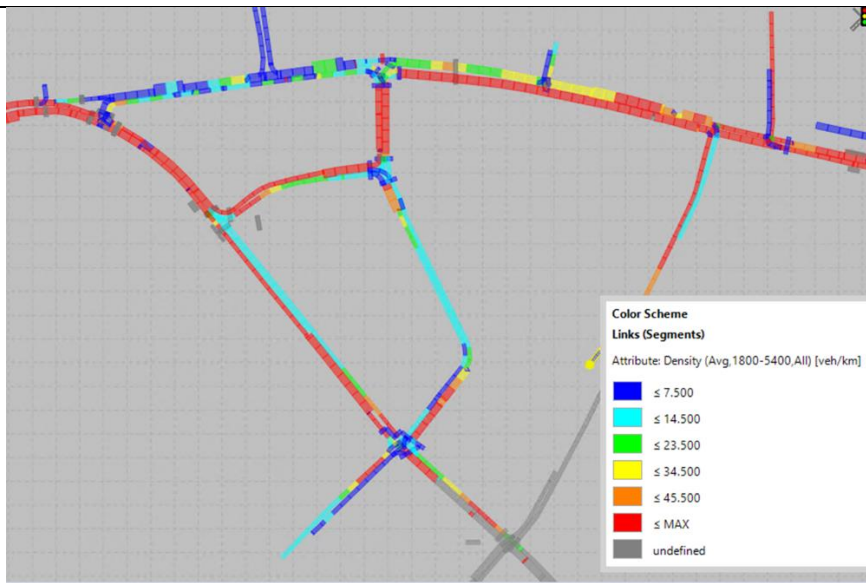 Color Scheme
Links (Segments)
Attribute: Density (Avg,1800-5400,All) [veh/km]
≤ 7.500
≤ 14.500
≤ 23.500
≤ 34.500
≤ 45.500
≤ MAX
undefined